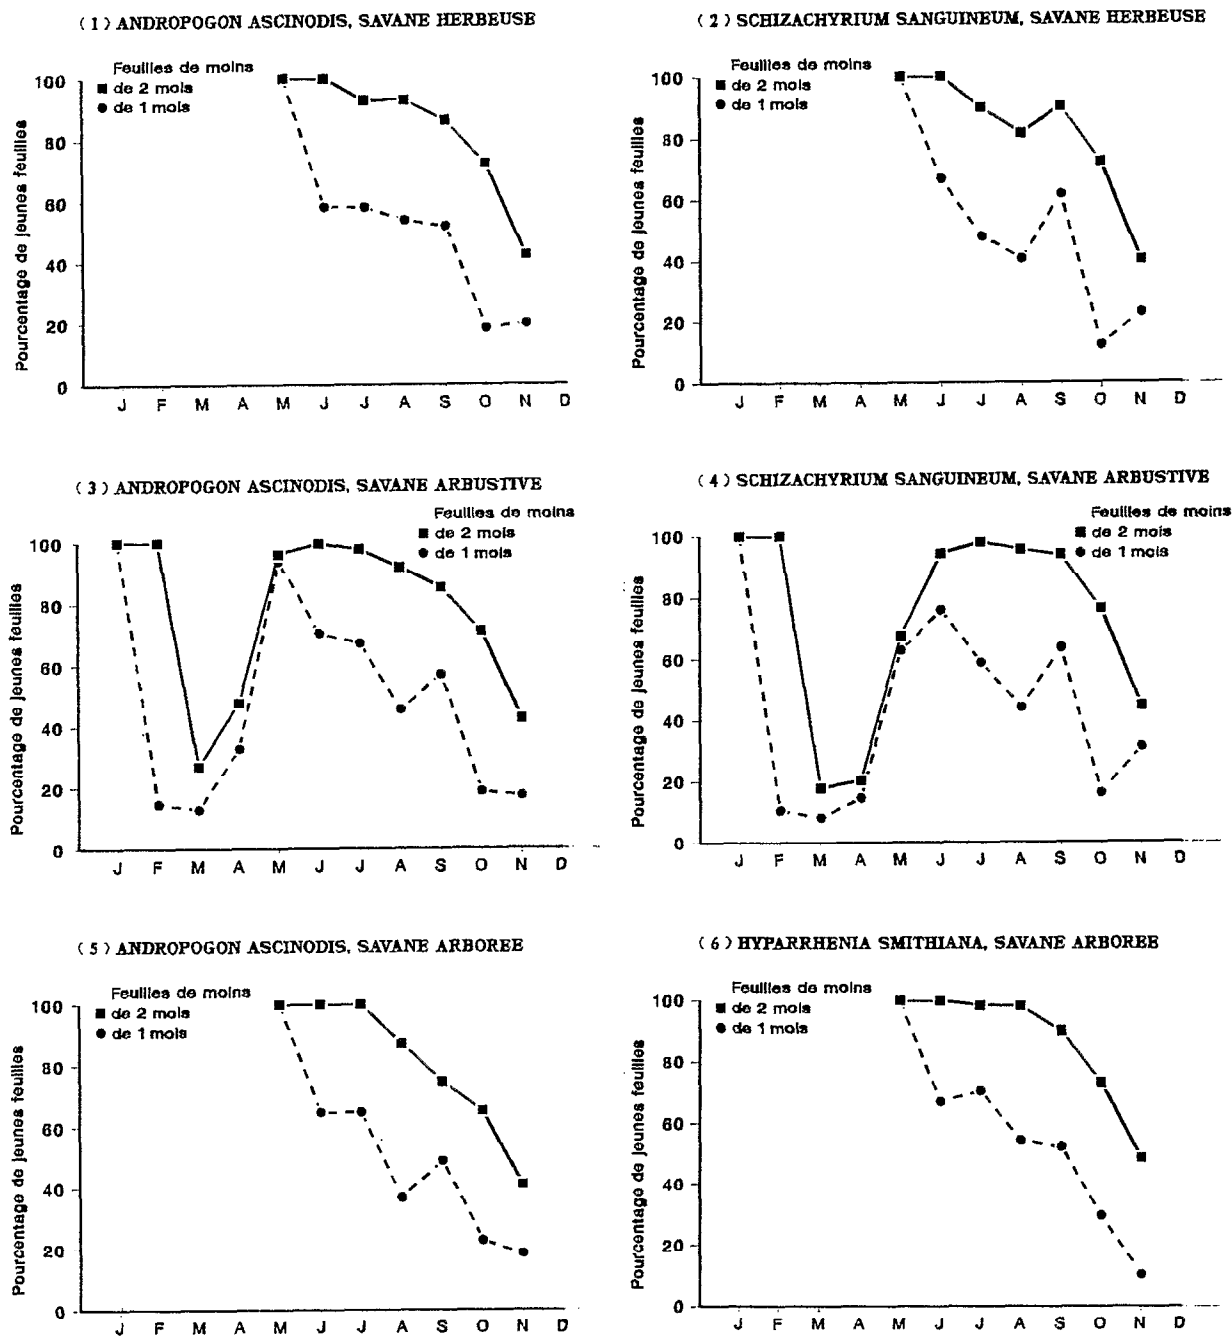 ( 1 ) ANDROPOGON ASCINODIS, SAVANE HERBEUSE
Feuilles de moins
de 2 mois
de 1 mois
Pourcentage de jeunes feuilles
100
80
60
40
20
0
J F M A M J J A S O N D
( 2 ) SCHIZACHYRIUM SANGUINEUM, SAVANE HERBEUSE
Feuilles de moins
de 2 mois
de 1 mois
Pourcentage de jeunes feuilles
100
80
60
40
20
0
J F M A M J J A S O N D
( 3 ) ANDROPOGON ASCINODIS, SAVANE ARBUSTIVE
Feuilles de moins
de 2 mois
de 1 mois
Pourcentage de jeunes feuilles
100
80
60
40
20
0
J F M A M J J A S O N D
( 4 ) SCHIZACHYRIUM SANGUINEUM, SAVANE ARBUSTIVE
Feuilles de moins
de 2 mois
de 1 mois
Pourcentage de jeunes feuilles
100
80
60
40
20
0
J F M A M J J A S O N D
( 5 ) ANDROPOGON ASCINODIS, SAVANE ARBOREE
Feuilles de moins
de 2 mois
de 1 mois
Pourcentage de jeunes feuilles
100
80
60
40
20
0
J F M A M J J A S O N D
( 6 ) HYPARRHENIA SMITHIANA, SAVANE ARBOREE
Feuilles de moins
de 2 mois
de 1 mois
Pourcentage de jeunes feuilles
100
80
60
40
20
0
J F M A M J J A S O N D